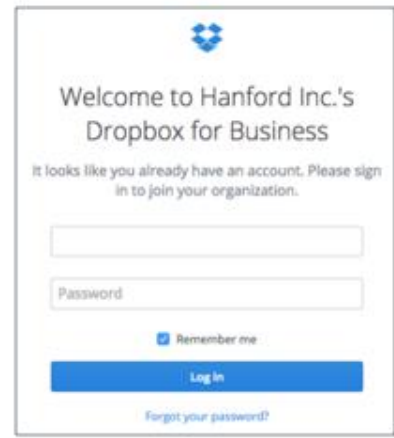 Welcome to Hanford Inc.'s
Dropbox for Business
It looks like you already have an account. Please sign
in to join your organization.
Password
Remember me
Log in
Forgot your password?